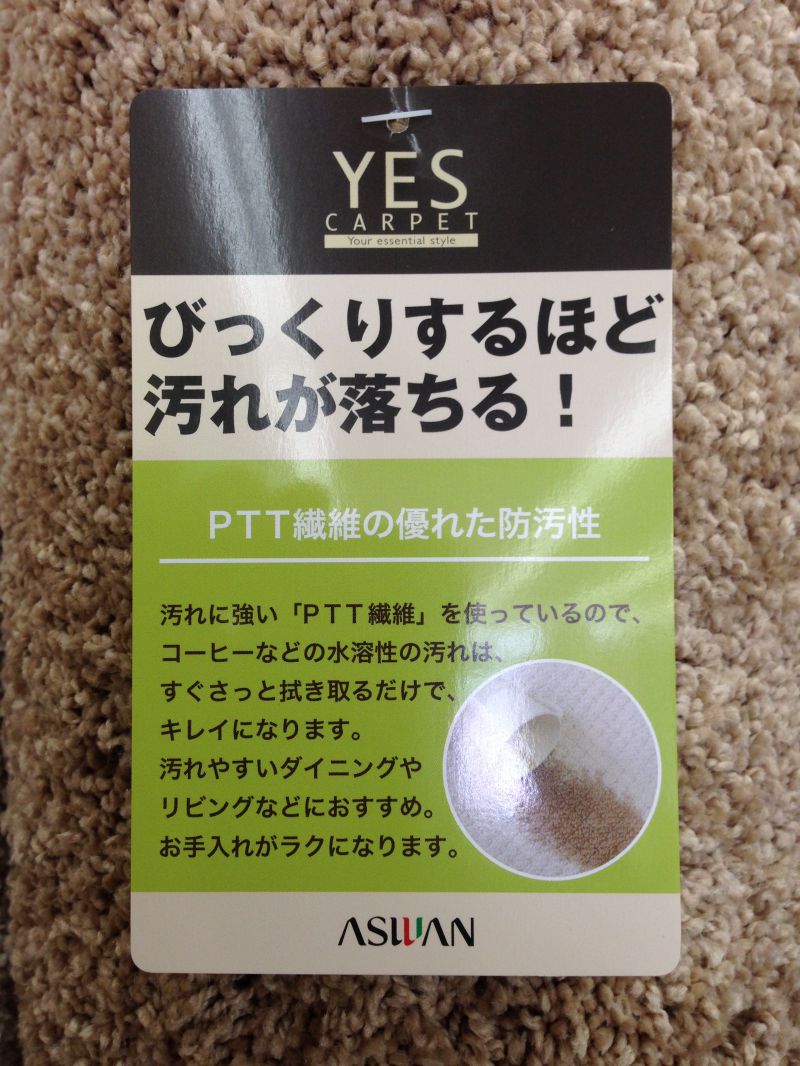 YES
CARPET
Your essential style
びっくりするほど
汚れが落ちる！
PTT繊維の優れた防汚性
汚れに強い「PTT繊維」を使っているので、
コーヒーなどの水溶性の汚れは、
すぐさっと拭き取るだけで、
キレイになります。
汚れやすいダイニングや
リビングなどにおすすめ。
お手入れがラクになります。
ASWAN